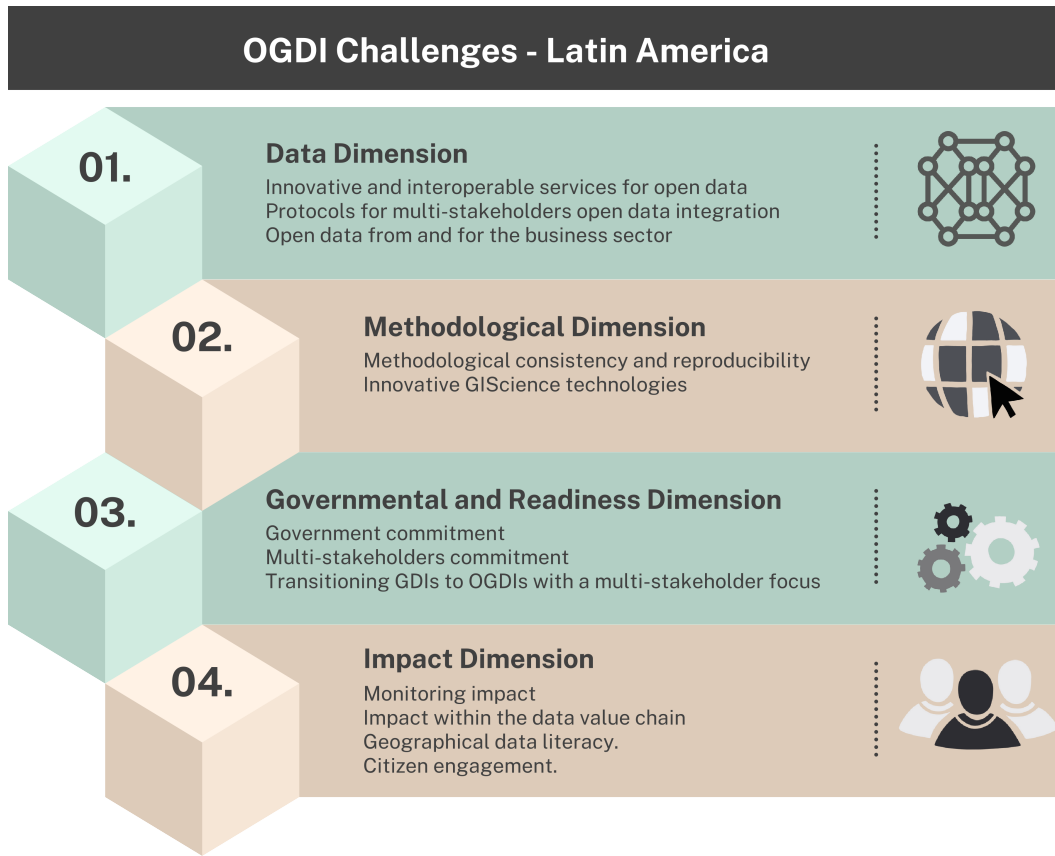 OGDI Challenges - Latin America
01.
Data Dimension
Innovative and interoperable services for open data
Protocols for multi-stakeholders open data integration
Open data from and for the business sector
02.
Methodological Dimension
Methodological consistency and reproducibility
Innovative GIScience technologies
03.
Governmental and Readiness Dimension
Government commitment
Multi-stakeholders commitment
Transitioning GDIs to OGDIs with a multi-stakeholder focus
04.
Impact Dimension
Monitoring impact
Impact within the data value chain
Geographical data literacy.
Citizen engagement.